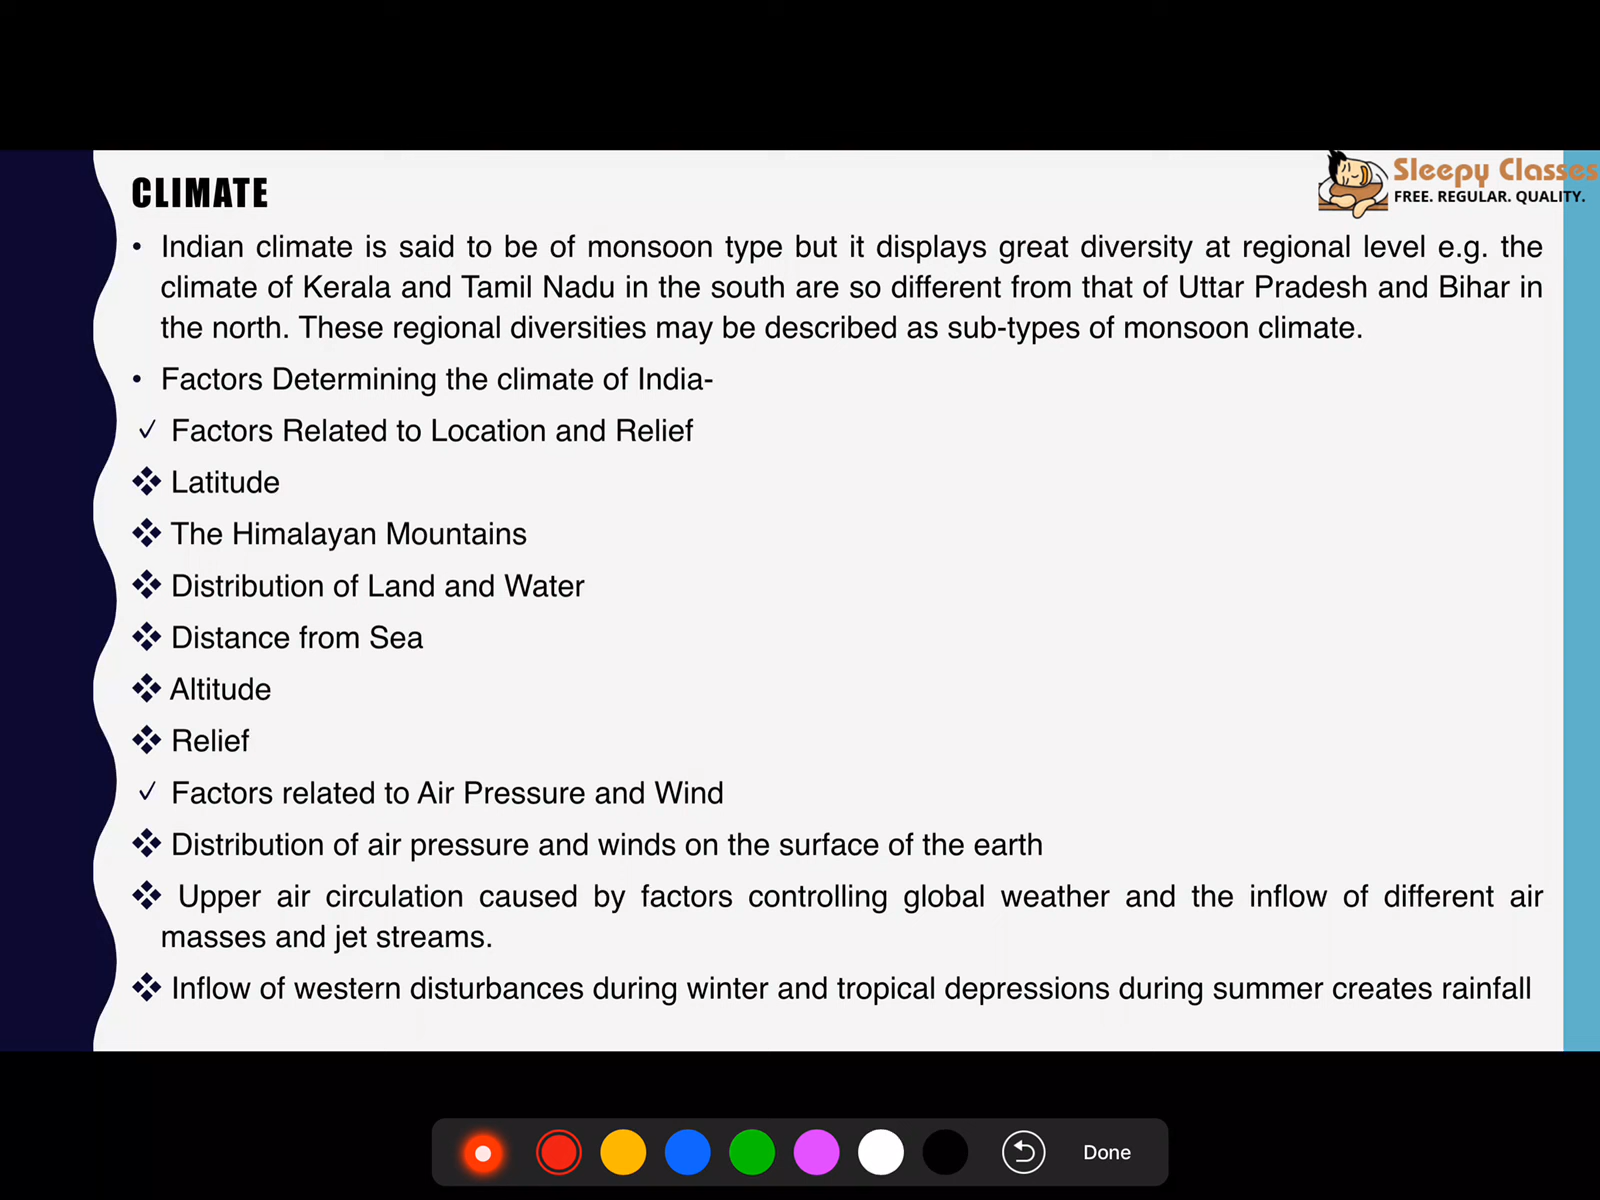 Sleepy Classes
FREE. REGULAR. QUALITY.
CLIMATE
• Indian climate is said to be of monsoon type but it displays great diversity at regional level e.g. the
climate of Kerala and Tamil Nadu in the south are so different from that of Uttar Pradesh and Bihar in
the north. These regional diversities may be described as sub-types of monsoon climate.
• Factors Determining the climate of India-
✓ Factors Related to Location and Relief
❖ Latitude
❖ The Himalayan Mountains
❖ Distribution of Land and Water
❖ Distance from Sea
❖ Altitude
❖ Relief
✓ Factors related to Air Pressure and Wind
❖ Distribution of air pressure and winds on the surface of the earth
❖ Upper air circulation caused by factors controlling global weather and the inflow of different air
masses and jet streams.
❖ Inflow of western disturbances during winter and tropical depressions during summer creates rainfall
Done